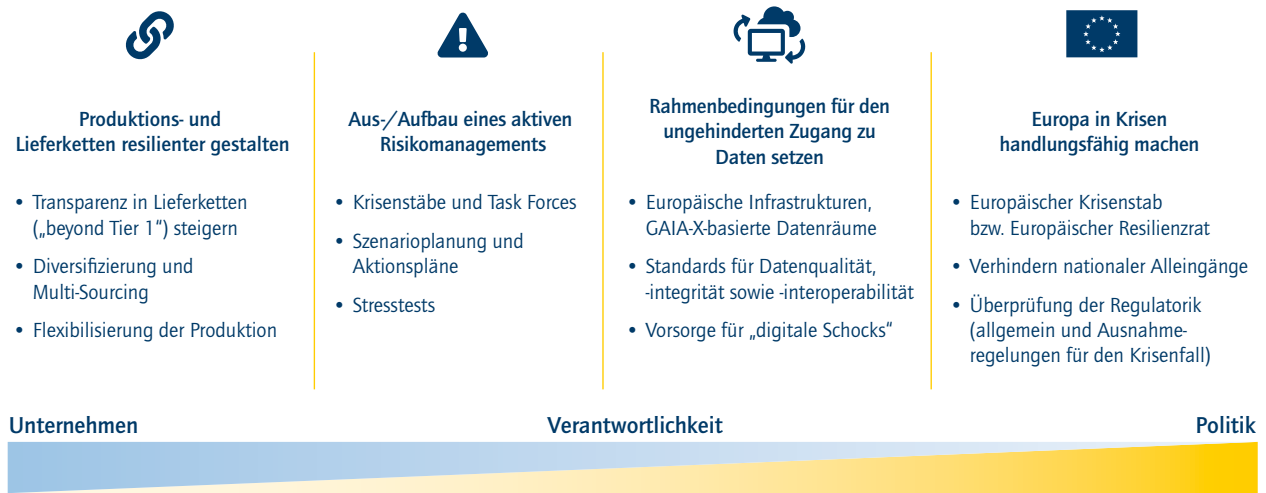 Produktions- und
Lieferketten resilienter gestalten
• Transparenz in Lieferketten
(„beyond Tier 1“) steigern
• Diversifizierung und
Multi-Sourcing
• Flexibilisierung der Produktion
Aus-/Aufbau eines aktiven
Risikomanagements
• Krisenstäbe und Task Forces
• Szenarioplanung und
Aktionspläne
• Stresstests
Rahmenbedingungen für den
ungehinderten Zugang zu
Daten setzen
• Europäische Infrastrukturen,
GAIA-X-basierte Datenräume
• Standards für Datenqualität,
-integrität sowie -interoperabilität
• Vorsorge für „digitale Schocks“
Europa in Krisen
handlungsfähig machen
• Europäischer Krisenstab
bzw. Europäischer Resilienzrat
• Verhindern nationaler Alleingänge
• Überprüfung der Regulatorik
(allgemein und Ausnahme-
regelungen für den Krisenfall)
Unternehmen
Verantwortlichkeit
Politik